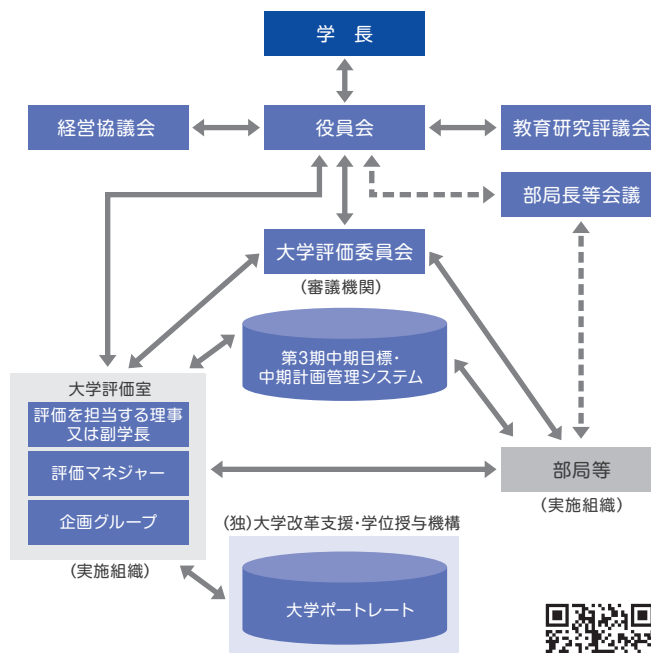 学 長
経営協議会
役員会
教育研究評議会
部局長等会議
大学評価委員会
(審議機関)
第3期中期目標・
中期計画管理システム
大学評価室
評価を担当する理事
又は副学長
評価マネジャー
企画グループ
(実施組織)
部局等
(実施組織)
(独)大学改革支援・学位授与機構
大学ポートレート